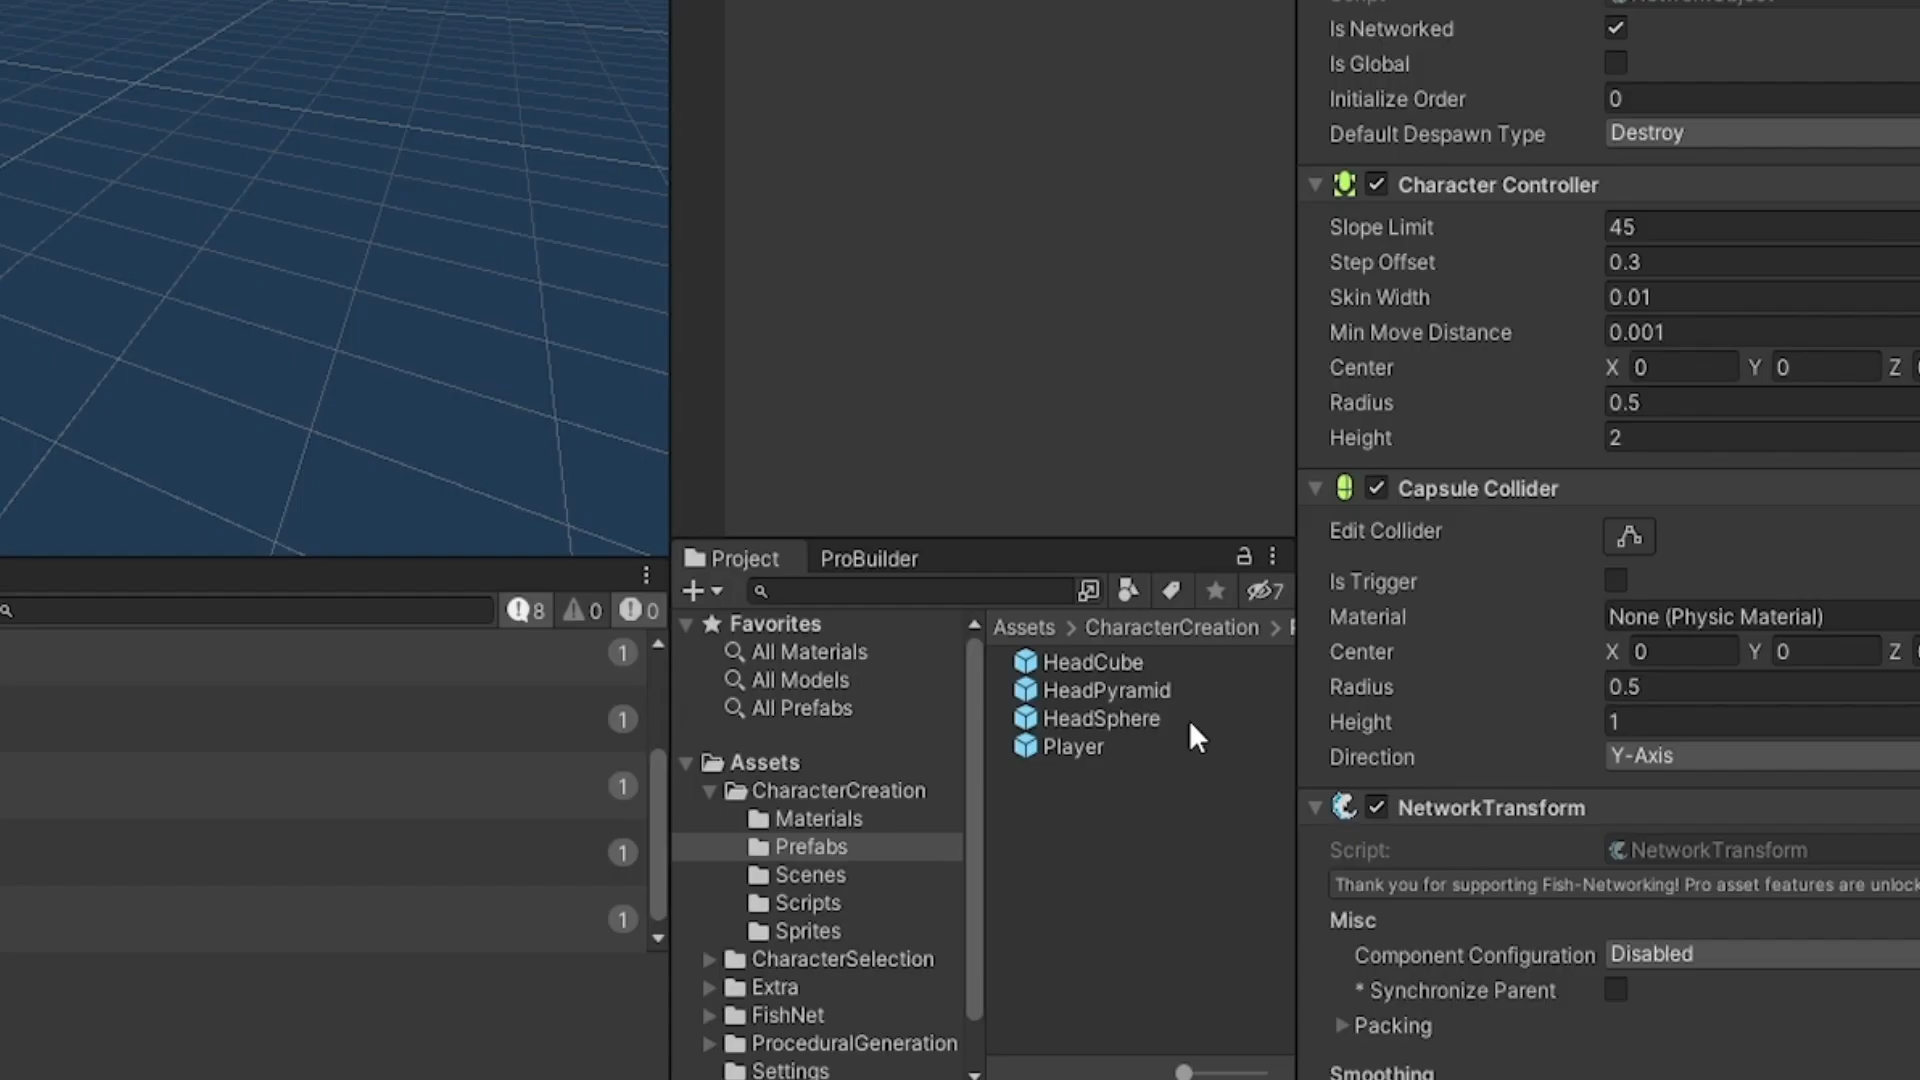 Is Networked
Is Global
Initialize Order 0
Default Despawn Type Destroy
Character Controller
Slope Limit 45
Step Offset 0.3
Skin Width 0.01
Min Move Distance 0.001
Center X 0 Y 0 Z
Radius 0.5
Height 2
Capsule Collider
Edit Collider
Is Trigger
Material None (Physic Material)
Center X 0 Y 0 Z
Radius 0.5
Height 1
Direction Y-Axis
NetworkTransform
Script: NetworkTransform
Thank you for supporting Fish-Networking! Pro asset features are unlock
Misc
Component Configuration Disabled
* Synchronize Parent
Packing
Smoothing
Project ProBuilder
7
Favorites
All Materials
All Models
All Prefabs
Assets
CharacterCreation
Materials
Prefabs
Scenes
Scripts
Sprites
CharacterSelection
Extra
FishNet
ProceduralGeneration
Settings
Assets > CharacterCreation >
HeadCube
HeadPyramid
HeadSphere
Player
8 0 0
1
1
1
1
1